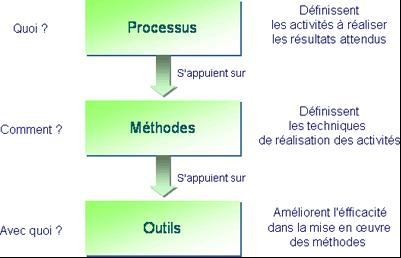 Quoi ?
Processus
Définissent
les activités à réaliser
les résultats attendus
S'appuient sur
Comment ?
Méthodes
Définissent
les techniques
de réalisation des activités
S'appuient sur
Avec quoi ?
Outils
Améliorent l'éfficacité
dans la mise en œuvre
des méthodes